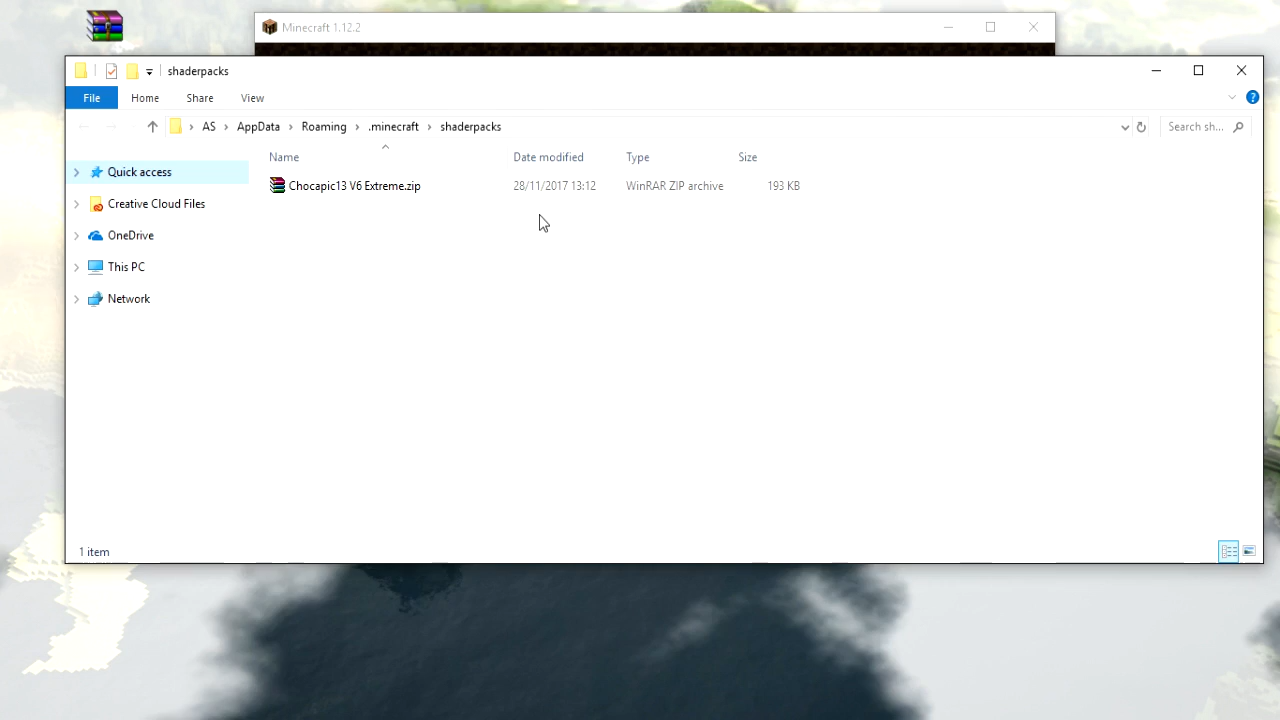 Minecraft 1.12.2
shaderpacks
File Home Share View
AS > AppData > Roaming > .minecraft > shaderpacks
Search sh...
Name Date modified Type Size
Quick access
Chocapic13 V6 Extreme.zip 28/11/2017 13:12 WinRAR ZIP archive 193 KB
Creative Cloud Files
OneDrive
This PC
Network
1 item